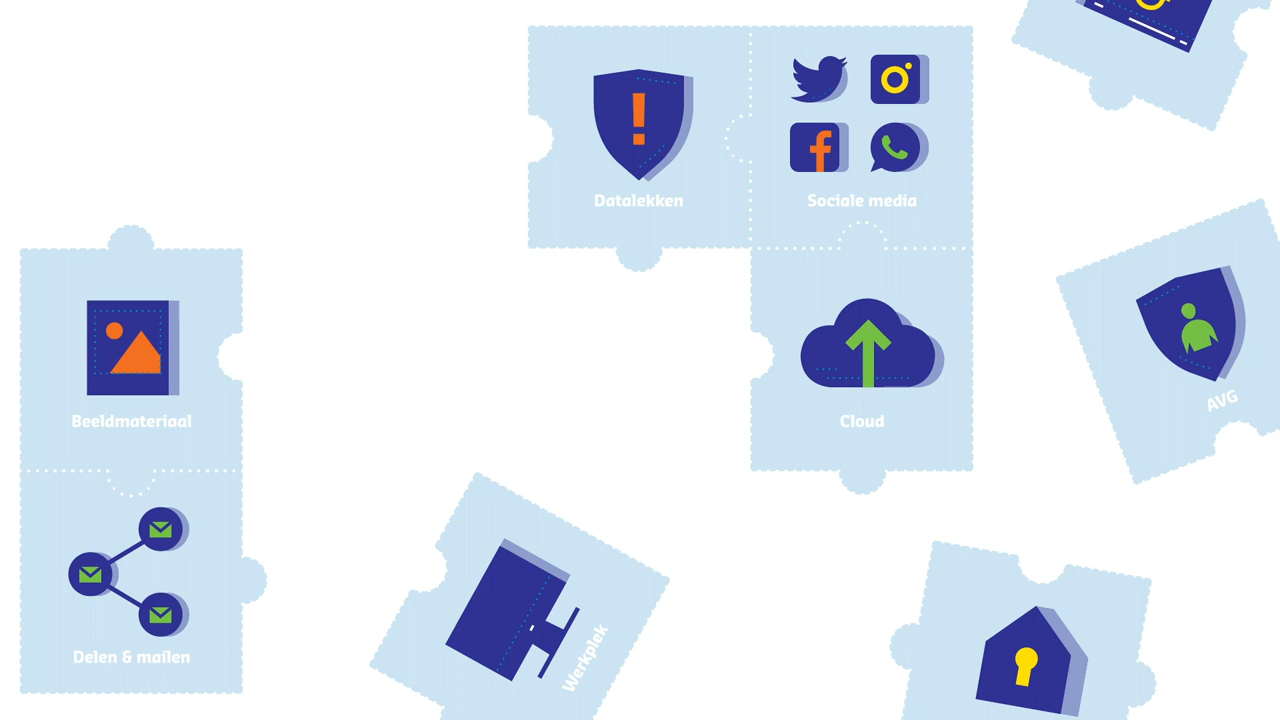 Datalekken
Sociale media
Beeldmateriaal
Cloud
AVG
Delen & mailen
Werkplek